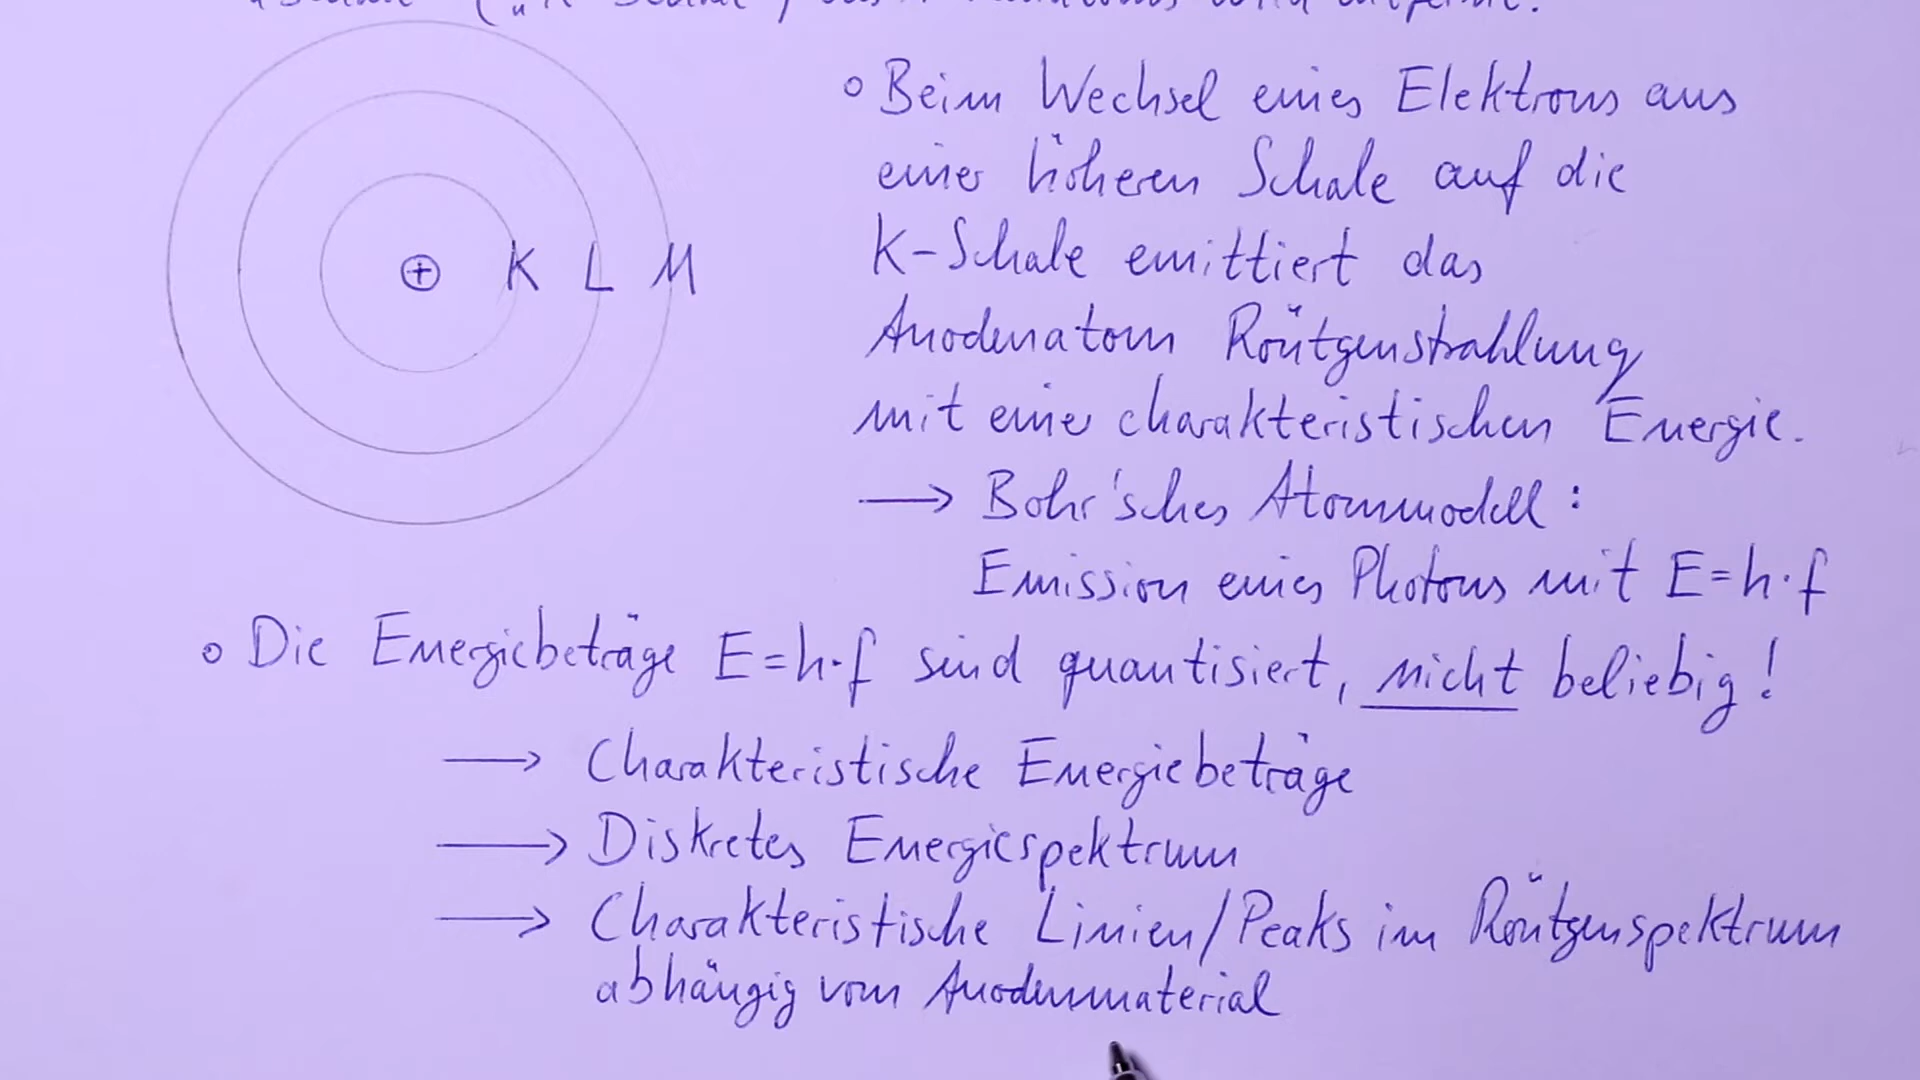 Beim Wechsel eines Elektrons aus
einer höheren Schale auf die
K-Schale emittiert das
Anodenatom Röntgenstrahlung
mit einer charakteristischen Energie.
→ Bohr'sches Atommodell:
Emission eines Photons mit E=h·f
K L M
Die Energiebeträge E=h·f sind quantisiert, nicht beliebig!
→ Charakteristische Energiebeträge
→ Diskretes Energiespektrum
→ Charakteristische Linien/Peaks im Röntgenspektrum
abhängig vom Anodenmaterial